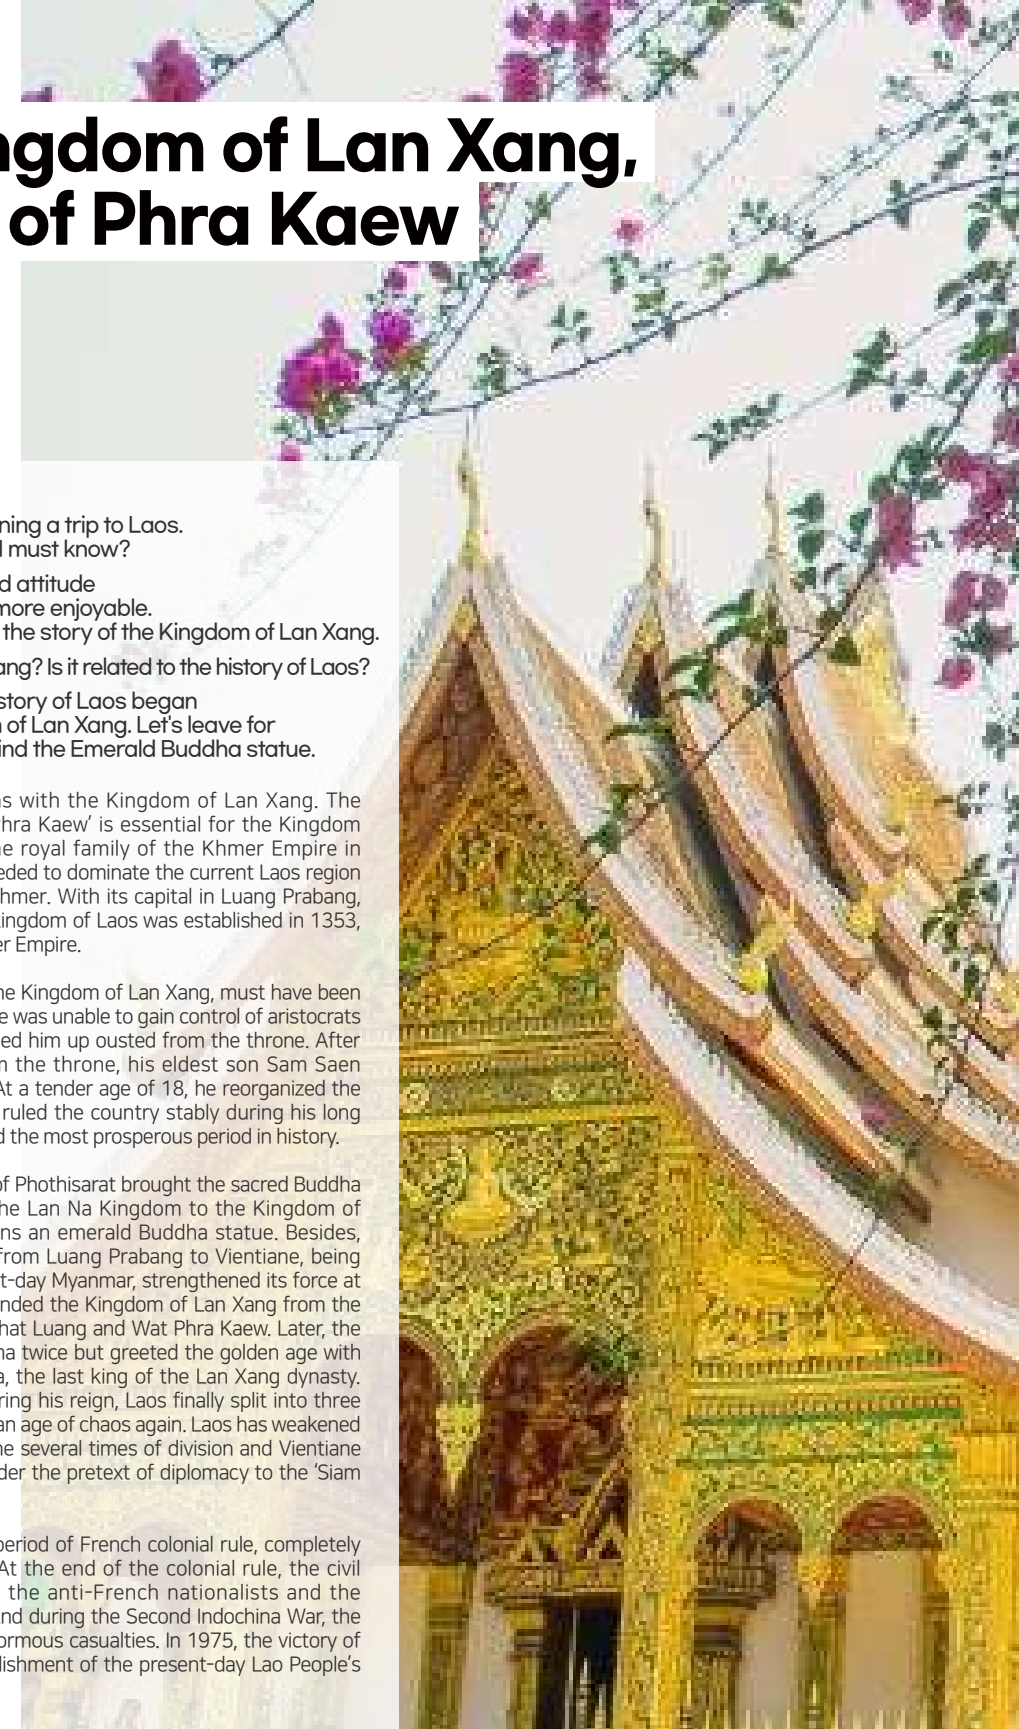 ngdom of Lan Xang,
of Phra Kaew
ning a trip to Laos.
must know?
d attitude
more enjoyable.
the story of the Kingdom of Lan Xang.
ang? Is it related to the history of Laos?
story of Laos began
of Lan Xang. Let's leave for
ind the Emerald Buddha statue.
as with the Kingdom of Lan Xang. The
Phra Kaew’ is essential for the Kingdom
he royal family of the Khmer Empire in
eded to dominate the current Laos region
hmer. With its capital in Luang Prabang,
Kingdom of Laos was established in 1353,
er Empire.
he Kingdom of Lan Xang, must have been
e was unable to gain control of aristocrats
ed him up ousted from the throne. After
m the throne, his eldest son Sam Saen
At a tender age of 18, he reorganized the
ruled the country stably during his long
d the most prosperous period in history.
of Phothisarat brought the sacred Buddha
he Lan Na Kingdom to the Kingdom of
ns an emerald Buddha statue. Besides,
from Luang Prabang to Vientiane, being
t-day Myanmar, strengthened its force at
nded the Kingdom of Lan Xang from the
hat Luang and Wat Phra Kaew. Later, the
na twice but greeted the golden age with
a, the last king of the Lan Xang dynasty.
ring his reign, Laos finally split into three
an age of chaos again. Laos has weakened
ne several times of division and Vientiane
der the pretext of diplomacy to the ‘Siam
period of French colonial rule, completely
At the end of the colonial rule, the civil
the anti-French nationalists and the
nd during the Second Indochina War, the
ormous casualties. In 1975, the victory of
lishment of the present-day Lao People’s